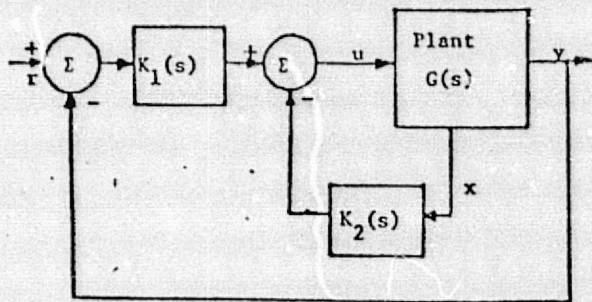 +
r
Σ
-
K₁(s)
+
Σ
-
u
Plant
G(s)
y
x
K₂(s)